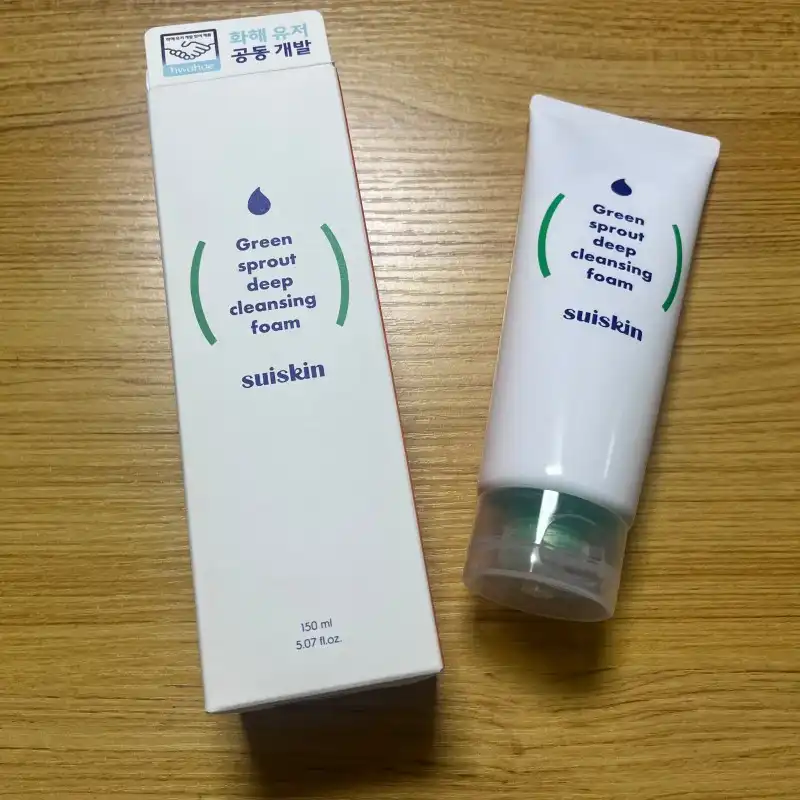 화해 유저
공동 개발
hwahae
Green
sprout
deep
cleansing
foam
suiskin
150 ml
5.07 fl.oz.
Green
sprout
deep
cleansing
foam
suiskin